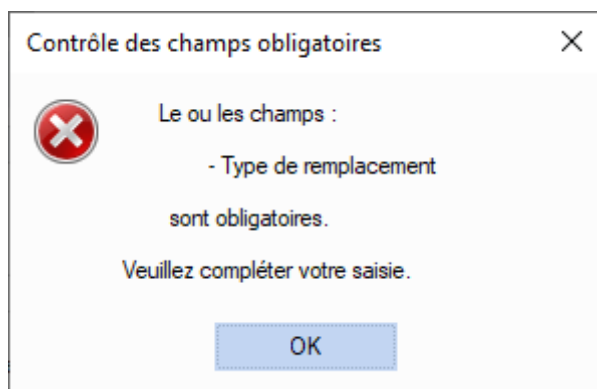 Contrôle des champs obligatoires
Le ou les champs :
- Type de remplacement
sont obligatoires.
Veuillez compléter votre saisie.
OK